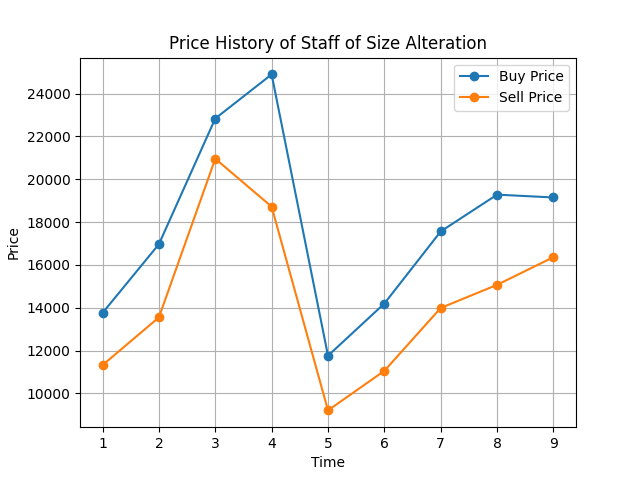 Price History of Staff of Size Alteration
Buy Price
Sell Price
24000
22000
20000
18000
16000
14000
12000
10000
Price
1 2 3 4 5 6 7 8 9
Time